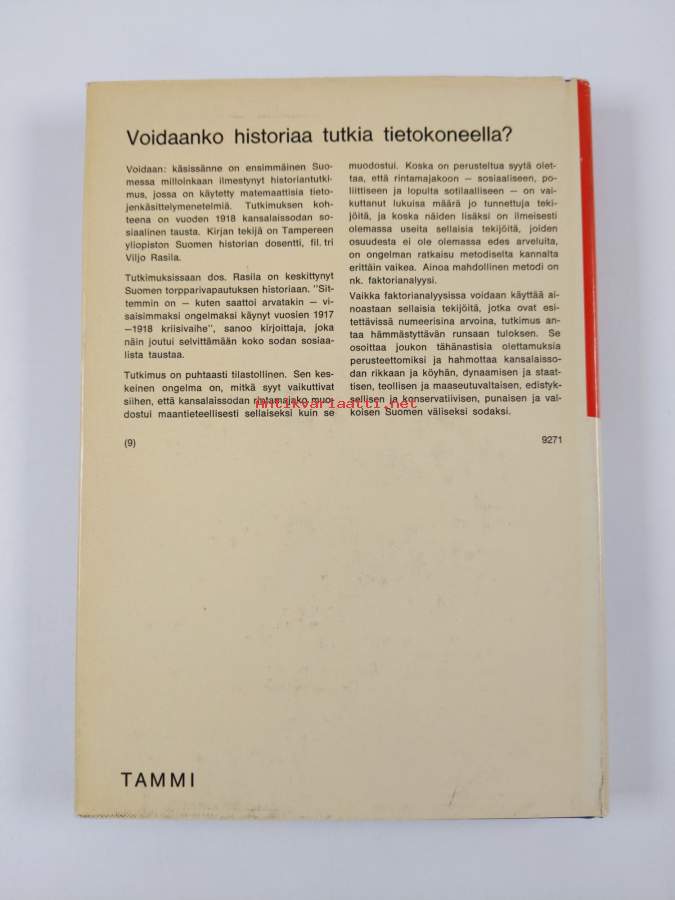 Voidaanko historiaa tutkia tietokoneella?
Voidaan: käsissänne on ensimmäinen Suo-
messa milloinkaan ilmestynyt historiantutki-
mus, jossa on käytetty matemaattisia tieto-
jenkäsittelymenetelmiä. Tutkimuksen koh-
teena on vuoden 1918 kansalaissodan so-
siaalinen tausta. Kirjan tekijä on Tampereen
yliopiston Suomen historian dosentti, fil. tri
Viljo Rasila.
Tutkimuksissaan dos. Rasila on keskittynyt
Suomen torpparivapautuksen historiaan. "Sit-
temmin on — kuten saattoi arvatakin — vi-
saisimmaksi ongelmaksi käynyt vuosien 1917
—1918 kriisivaihe", sanoo kirjoittaja, joka
näin joutui selvittämään koko sodan sosiaa-
lista taustaa.
Tutkimus on puhtaasti tilastollinen. Sen kes-
keinen ongelma on, mitkä syyt vaikuttivat
siihen, että kansalaissodan rintamajako muo-
dostui maantieteellisesti sellaiseksi kuin se
muodostui. Koska on perusteltua syytä olet-
taa, että rintamajakoon — sosiaaliseen, po-
liittiseen ja lopulta sotilaalliseen — on vai-
kuttanut lukuisa määrä jo tunnettuja teki-
jöitä, ja koska näiden lisäksi on ilmeisesti
olemassa useita sellaisia tekijöitä, joiden
osuudesta ei ole olemassa edes arveluita,
on ongelman ratkaisu metodiselta kannalta
erittäin vaikea. Ainoa mahdollinen metodi on
nk. faktorianalyysi.
Vaikka faktorianalyysissa voidaan käyttää ai-
noastaan sellaisia tekijöitä, jotka ovat esi-
tettävissä numeerisina arvoina, tutkimus an-
taa hämmästyttävän runsaan tuloksen. Se
osoittaa joukon tähänastisia olettamuksia
perusteettomiksi ja hahmottaa kansalaisso-
dan rikkaan ja köyhän, dynaamisen ja staat-
tisen, teollisen ja maaseutuvaltaisen, edistyk-
sellisen ja konservatiivisen, punaisen ja val-
koisen Suomen väliseksi sodaksi.
Antikvariaatti.net
(9)
9271
TAMMI